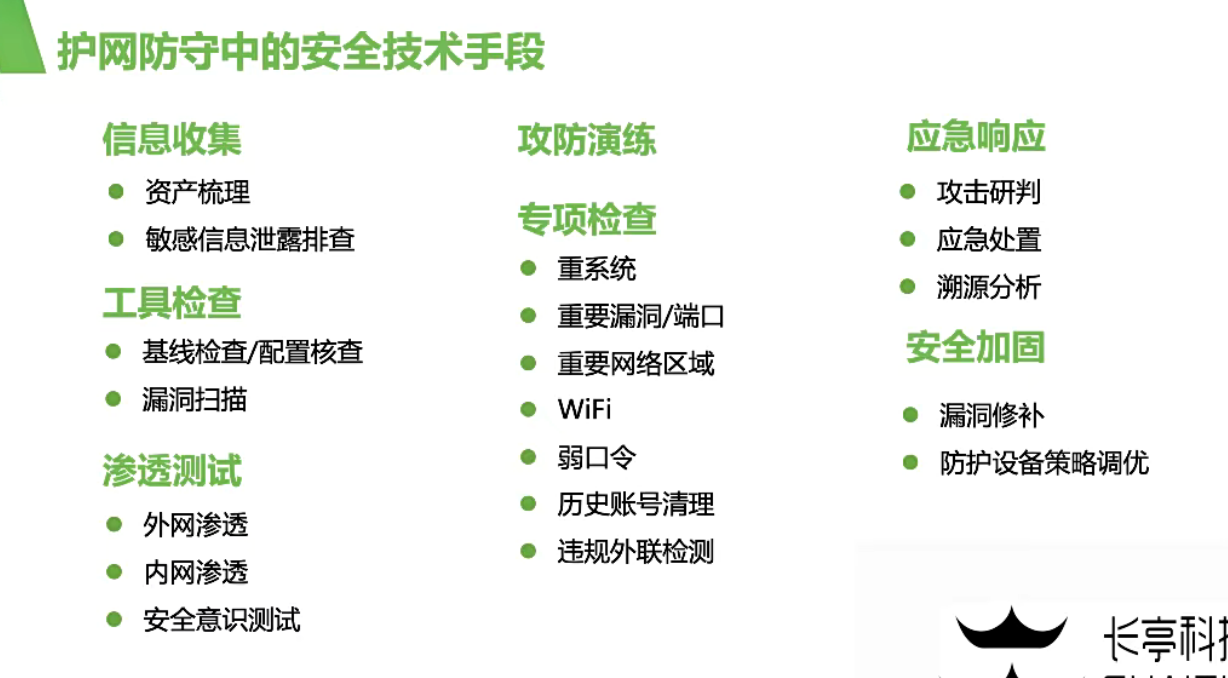 护网防守中的安全技术手段
信息收集
资产梳理
敏感信息泄露排查
工具检查
基线检查/配置核查
漏洞扫描
渗透测试
外网渗透
内网渗透
安全意识测试
攻防演练
专项检查
重系统
重要漏洞/端口
重要网络区域
WiFi
弱口令
历史账号清理
违规外联检测
应急响应
攻击研判
应急处置
溯源分析
安全加固
漏洞修补
防护设备策略调优
长亭科技